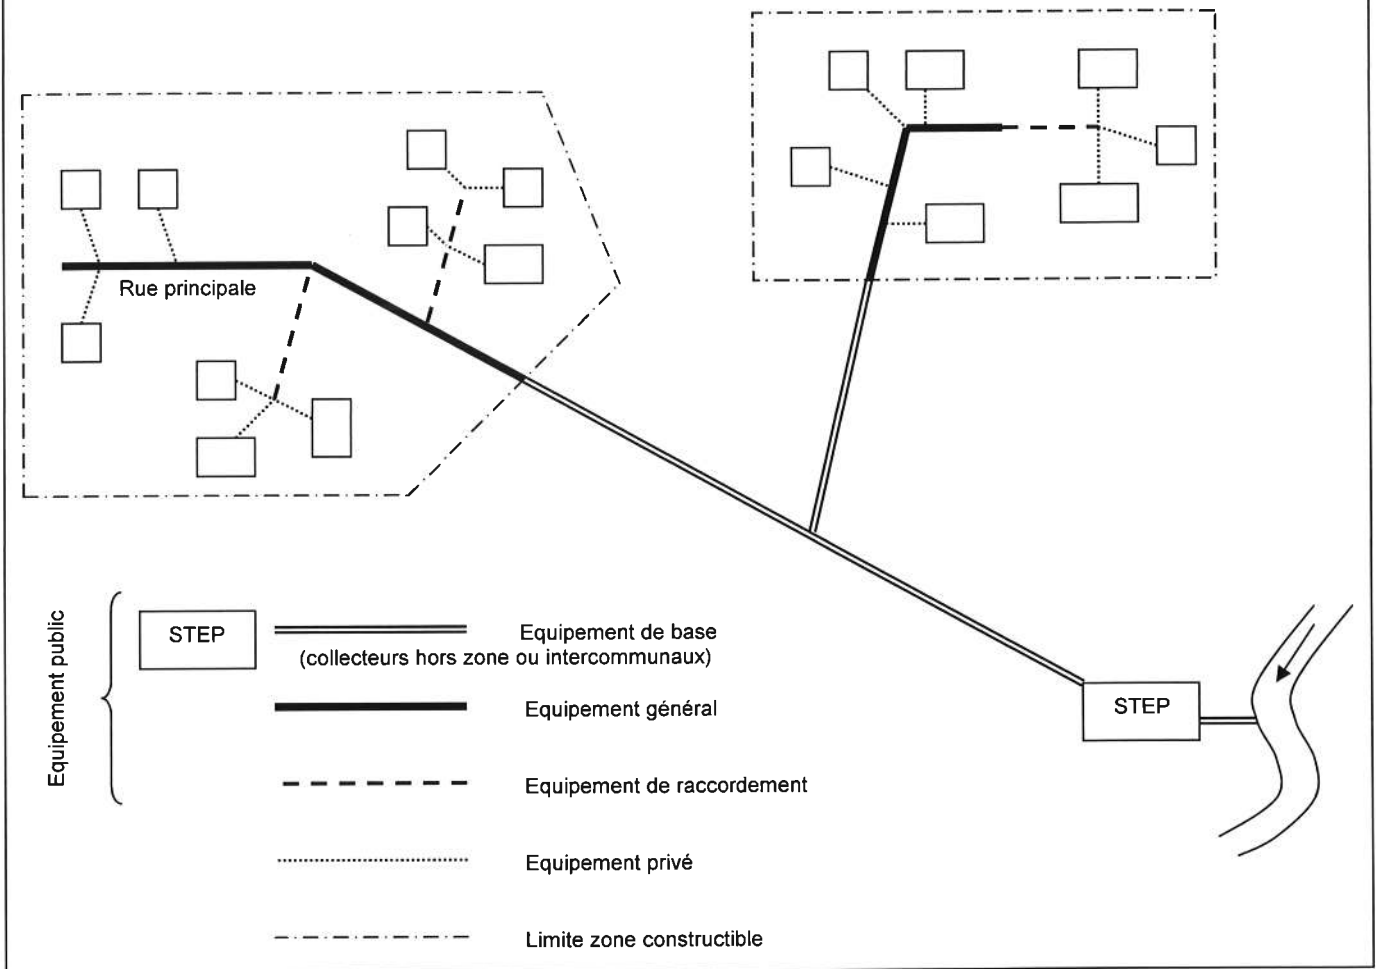 Rue principale
Equipement public
STEP
Equipement de base
(collecteurs hors zone ou intercommunaux)
Equipement général
STEP
Equipement de raccordement
Equipement privé
Limite zone constructible